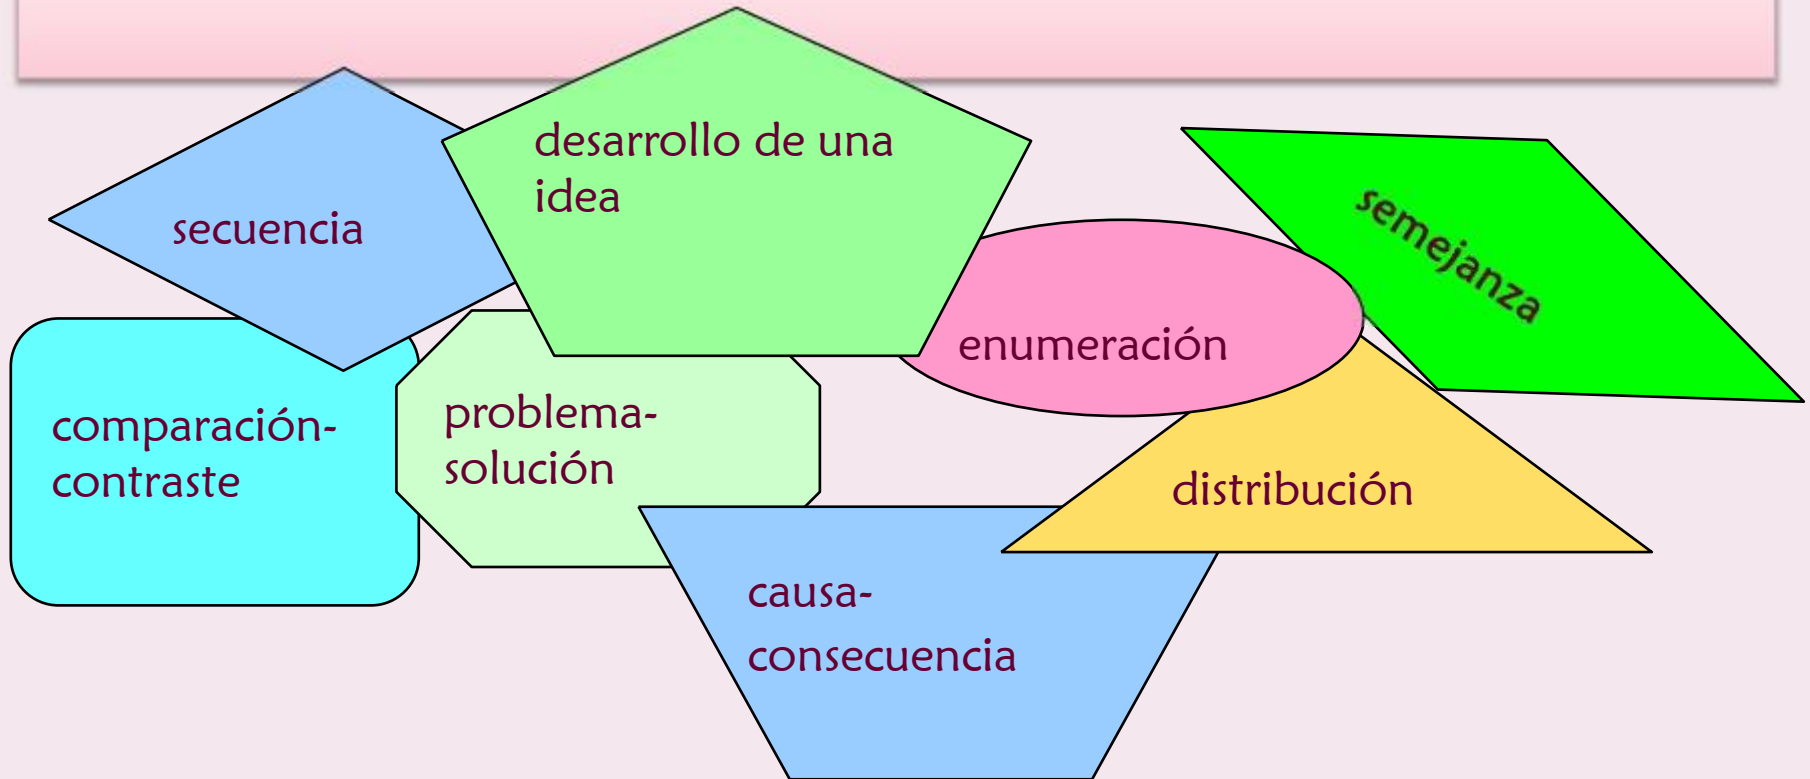 desarrollo de una
idea
secuencia
semejanza
enumeración
comparación-
contraste
problema-
solución
distribución
causa-
consecuencia